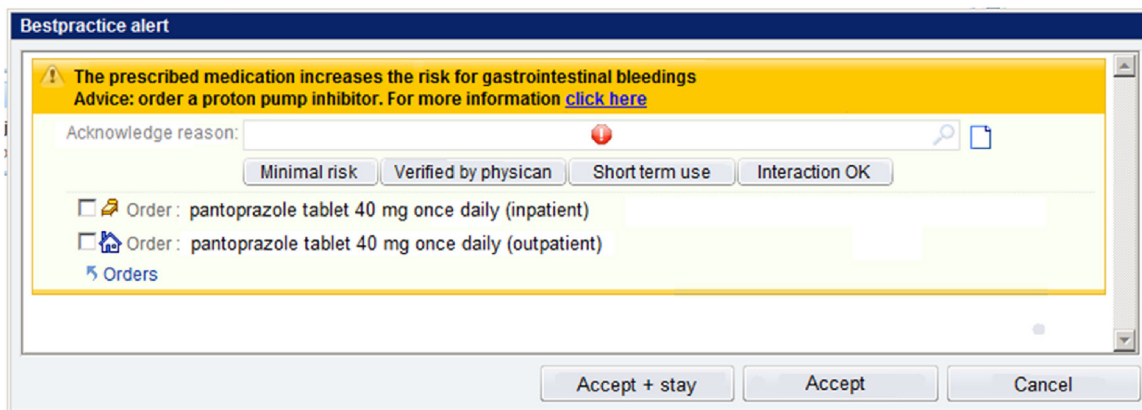 Bestpractice alert
The prescribed medication increases the risk for gastrointestinal bleedings
Advice: order a proton pump inhibitor. For more information click here
Acknowledge reason:
Minimal risk Verified by physican Short term use Interaction OK
Order : pantoprazole tablet 40 mg once daily (inpatient)
Order : pantoprazole tablet 40 mg once daily (outpatient)
Orders
Accept + stay Accept Cancel